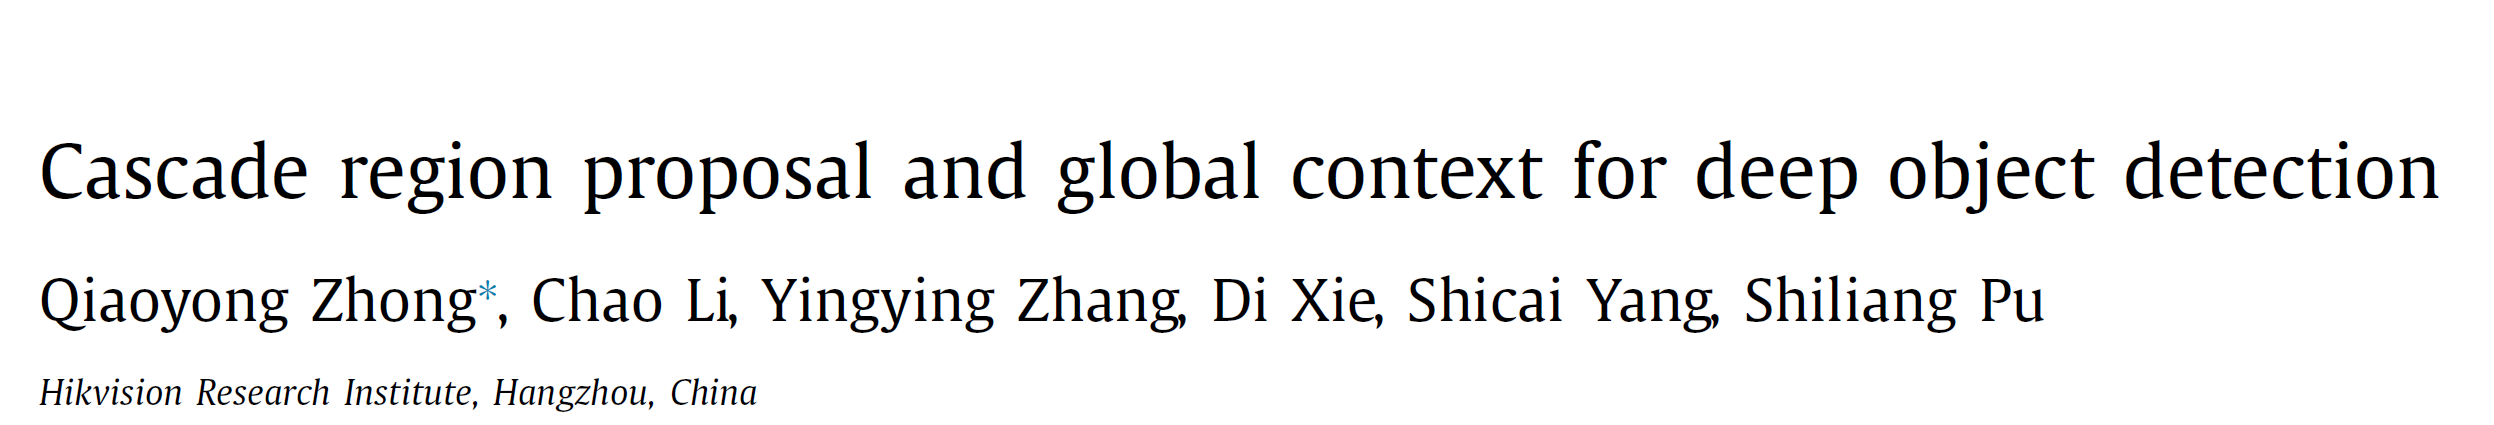 Cascade region proposal and global context for deep object detection
Qiaoyong Zhong*, Chao Li, Yingying Zhang, Di Xie, Shicai Yang, Shiliang Pu
Hikvision Research Institute, Hangzhou, China